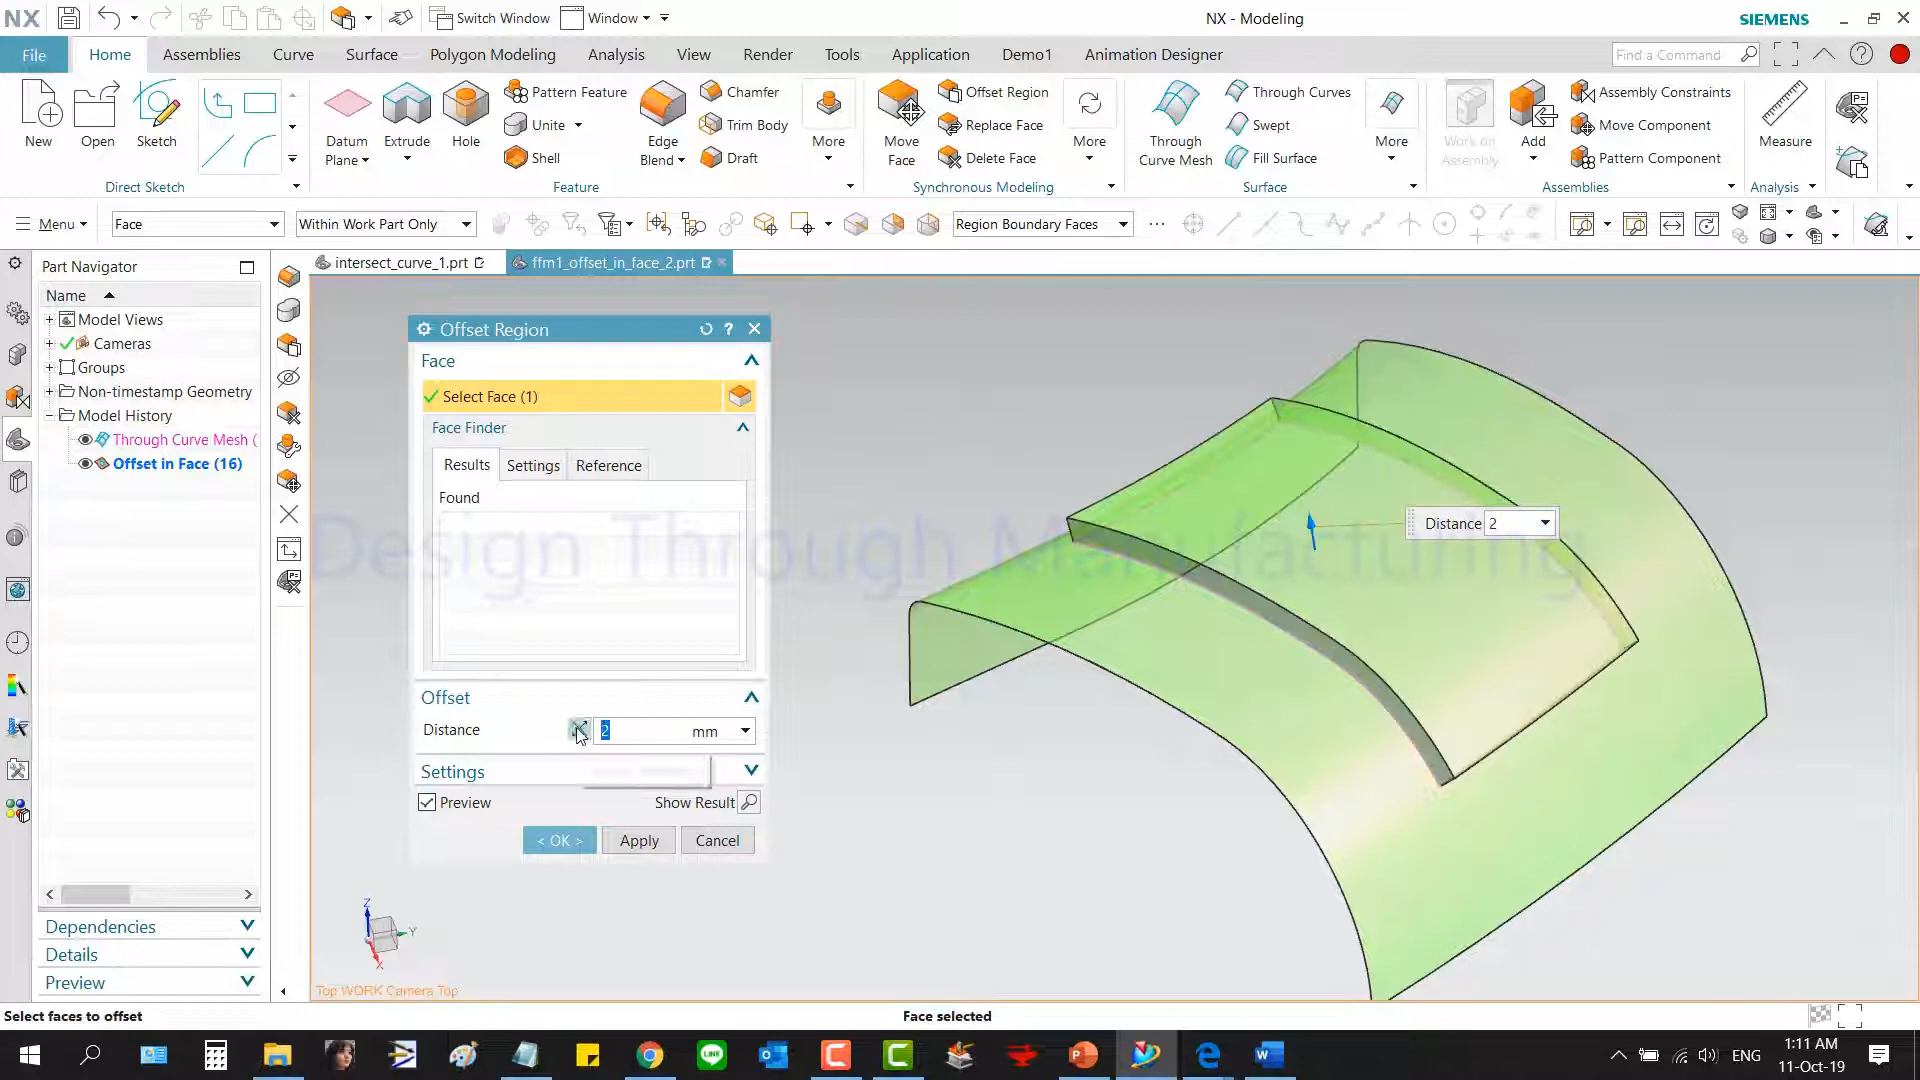 NX
Switch Window
Window
NX - Modeling
SIEMENS
File
Home
Assemblies
Curve
Surface
Polygon Modeling
Analysis
View
Render
Tools
Application
Demo1
Animation Designer
Find a Command
New
Open
Sketch
Direct Sketch
Datum Plane
Extrude
Hole
Pattern Feature
Unite
Shell
Edge Blend
Chamfer
Trim Body
Draft
More
Feature
Move Face
Offset Region
Replace Face
Delete Face
More
Synchronous Modeling
Through Curve Mesh
Through Curves
Swept
Fill Surface
More
Surface
Work on Assembly
Add
Assembly Constraints
Move Component
Pattern Component
Assemblies
Measure
Analysis
Menu
Face
Within Work Part Only
Region Boundary Faces
Part Navigator
intersect_curve_1.prt
ffm1_offset_in_face_2.prt
Name
Model Views
Cameras
Groups
Non-timestamp Geometry
Model History
Through Curve Mesh (
Offset in Face (16)
Dependencies
Details
Preview
Offset Region
Face
Select Face (1)
Face Finder
Results
Settings
Reference
Found
Offset
Distance
2
mm
Settings
Preview
Show Result
< OK >
Apply
Cancel
Distance 2
Design Through Manufacturing
Z
Y
X
Top WORK Camera Top
Select faces to offset
Face selected
ENG
1:11 AM
11-Oct-19